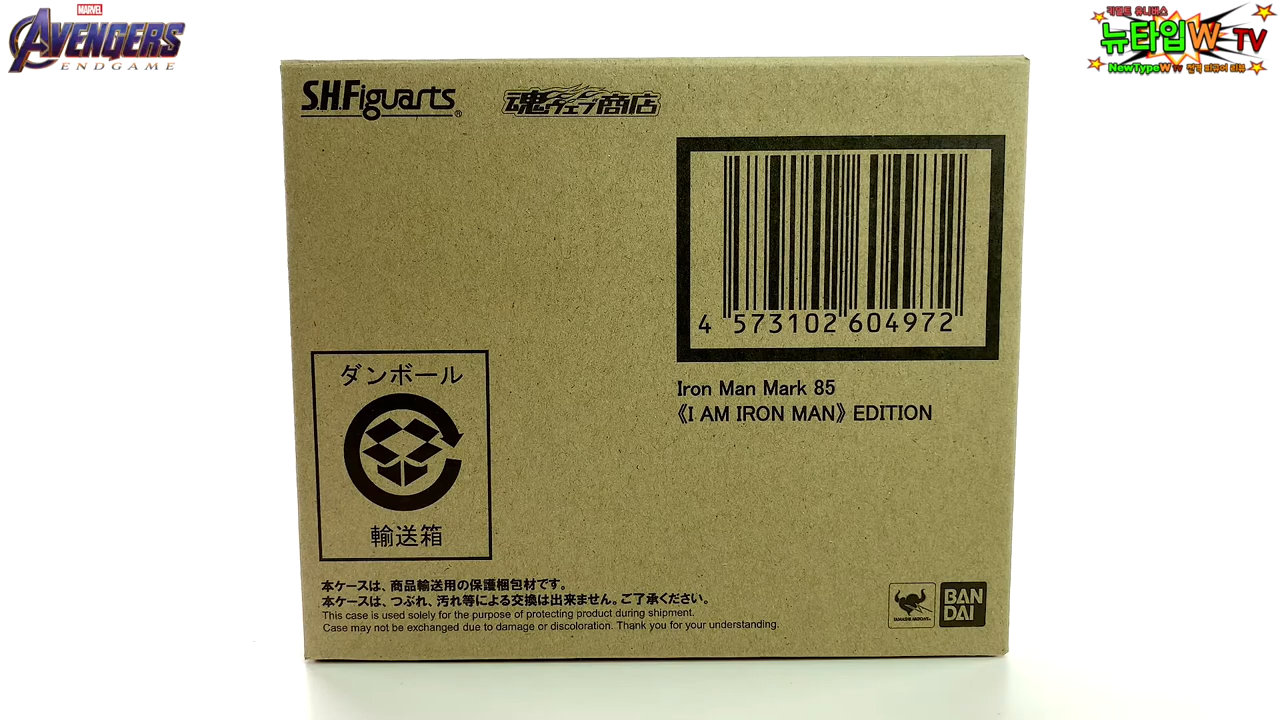 MARVEL
AVENGERS
ENDGAME
뉴타입W TV
NewTypeW TV
S.H.Figuarts®
魂ウェブ商店
4 573102 604972
Iron Man Mark 85
《I AM IRON MAN》 EDITION
ダンボール
輸送箱
本ケースは、商品輸送用の保護梱包材です。
本ケースは、つぶれ、汚れ等による交換は出来ません。ご了承ください。
This case is used solely for the purpose of protecting product during shipment.
Case may not be exchanged due to damage or discoloration. Thank you for your understanding.
TAMASHII NATIONS
BAN
DAI